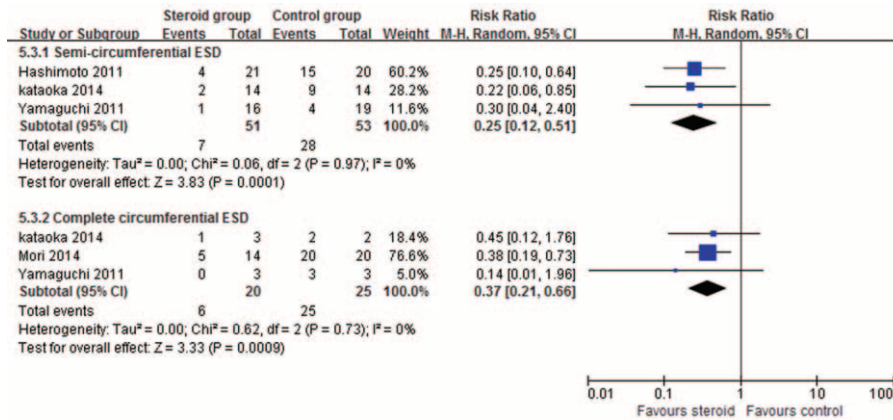 Steroid group Control group Risk Ratio Risk Ratio
Study or Subgroup Events Total Events Total Weight M-H, Random, 95% CI M-H, Random, 95% CI
5.3.1 Semi-circumferential ESD
Hashimoto 2011 4 21 15 20 60.2% 0.25 [0.10, 0.64]
kataoka 2014 2 14 9 14 28.2% 0.22 [0.06, 0.85]
Yamaguchi 2011 1 16 4 19 11.6% 0.30 [0.04, 2.40]
Subtotal (95% CI) 51 53 100.0% 0.25 [0.12, 0.51]
Total events 7 28
Heterogeneity: Tau² = 0.00; Chi² = 0.06, df = 2 (P = 0.97); I² = 0%
Test for overall effect: Z = 3.83 (P = 0.0001)
5.3.2 Complete circumferential ESD
kataoka 2014 1 3 2 2 18.4% 0.45 [0.12, 1.76]
Mori 2014 5 14 20 20 76.6% 0.38 [0.19, 0.73]
Yamaguchi 2011 0 3 3 3 5.0% 0.14 [0.01, 1.96]
Subtotal (95% CI) 20 25 100.0% 0.37 [0.21, 0.66]
Total events 6 25
Heterogeneity: Tau² = 0.00; Chi² = 0.62, df = 2 (P = 0.73); I² = 0%
Test for overall effect: Z = 3.33 (P = 0.0009)
0.01 0.1 1 10 100
Favours steroid Favours control